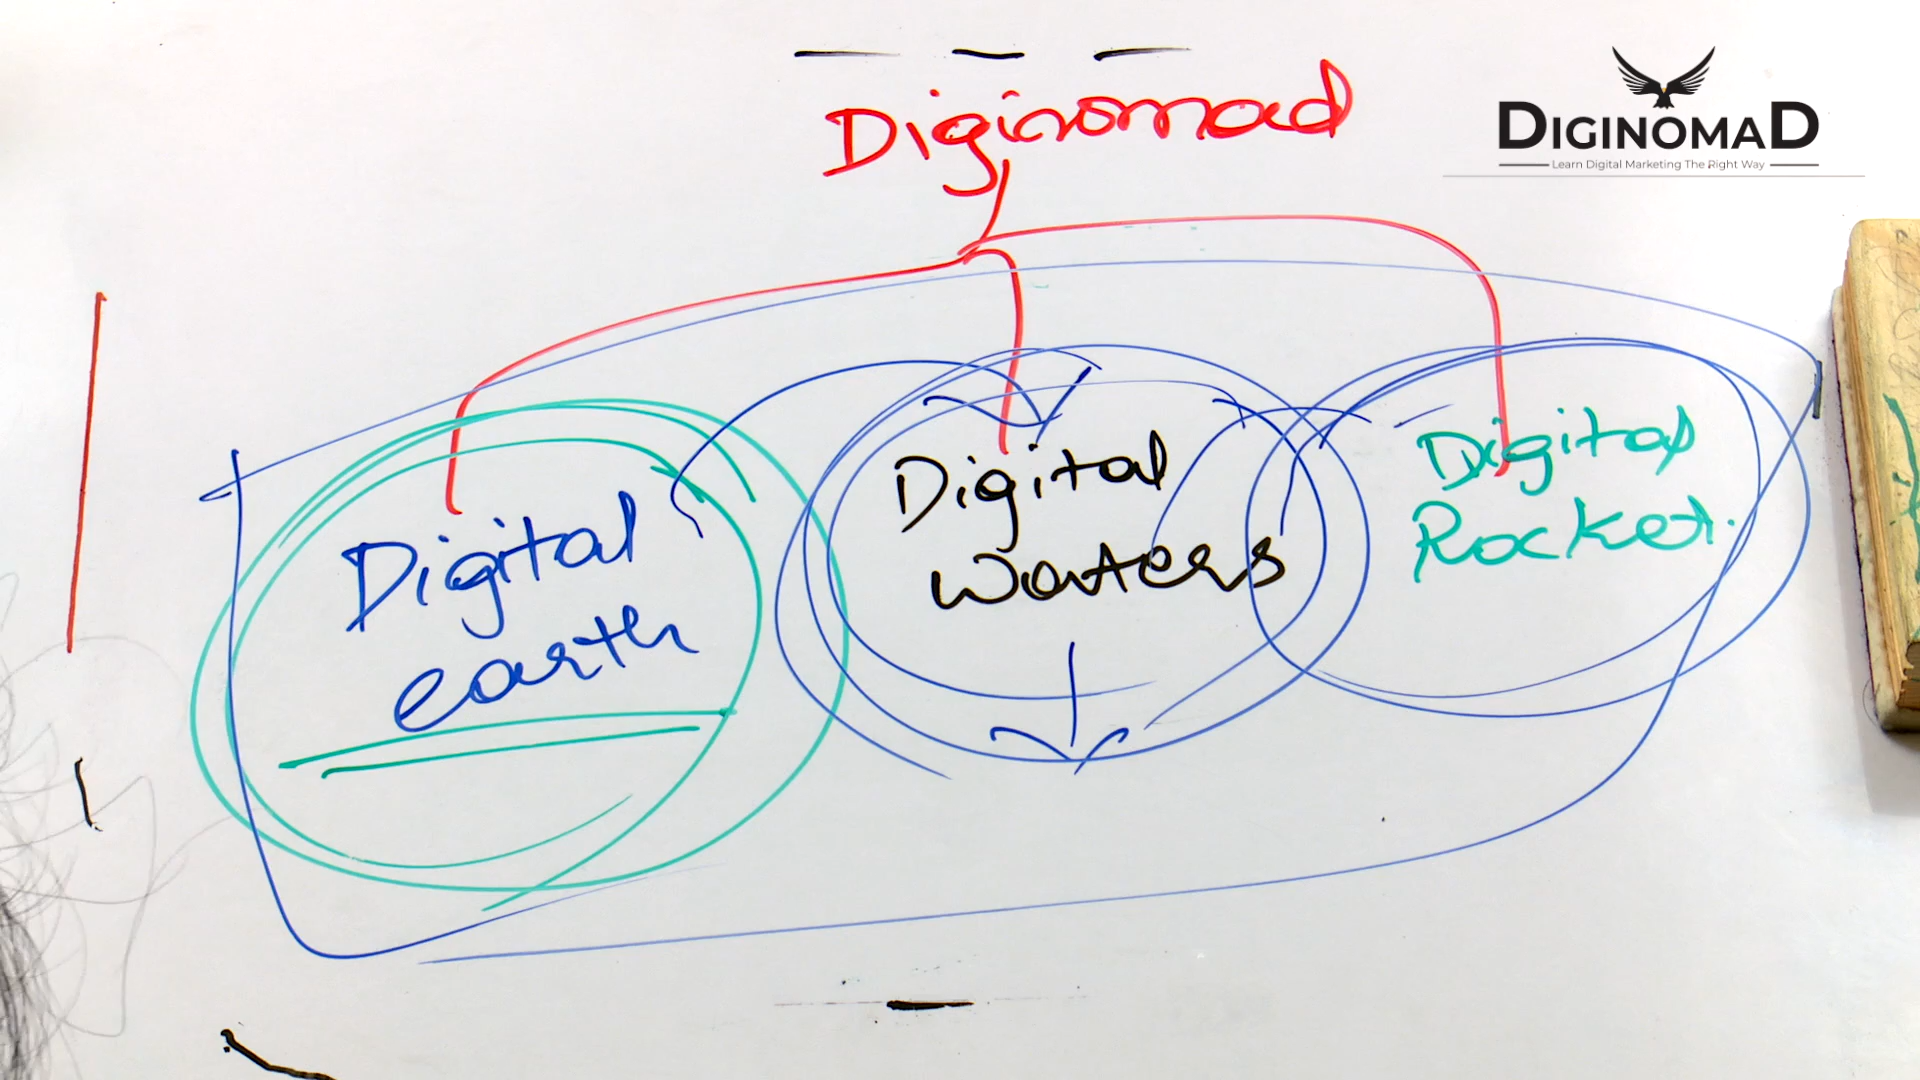 Diginomad
DIGINOMAD
Learn Digital Marketing The Right Way
Digital
earth
Digital
Waters
Digital
Rocket.